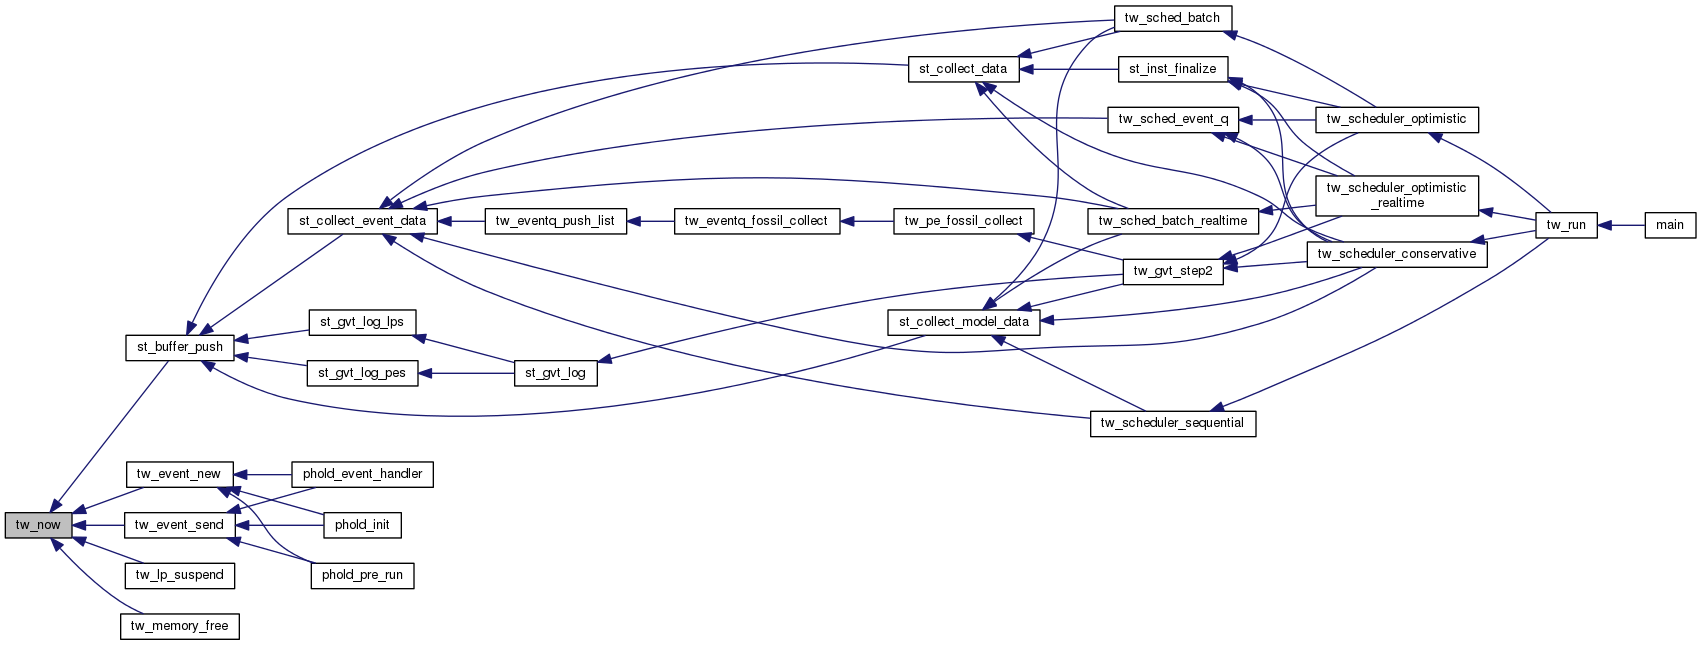 tw_sched_batch
st_collect_data
st_inst_finalize
tw_sched_event_q
tw_scheduler_optimistic
tw_scheduler_optimistic
_realtime
st_collect_event_data
tw_eventq_push_list
tw_eventq_fossil_collect
tw_pe_fossil_collect
tw_sched_batch_realtime
tw_run
main
tw_scheduler_conservative
tw_gvt_step2
st_gvt_log_lps
st_collect_model_data
st_buffer_push
st_gvt_log_pes
st_gvt_log
tw_scheduler_sequential
tw_event_new
phold_event_handler
tw_now
tw_event_send
phold_init
tw_lp_suspend
phold_pre_run
tw_memory_free